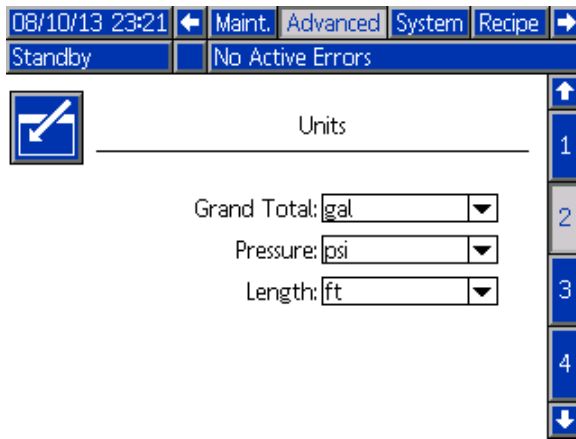 08/10/13 23:21 Maint. Advanced System Recipe
Standby No Active Errors
Units
1
Grand Total: gal
2
Pressure: psi
Length: ft
3
4